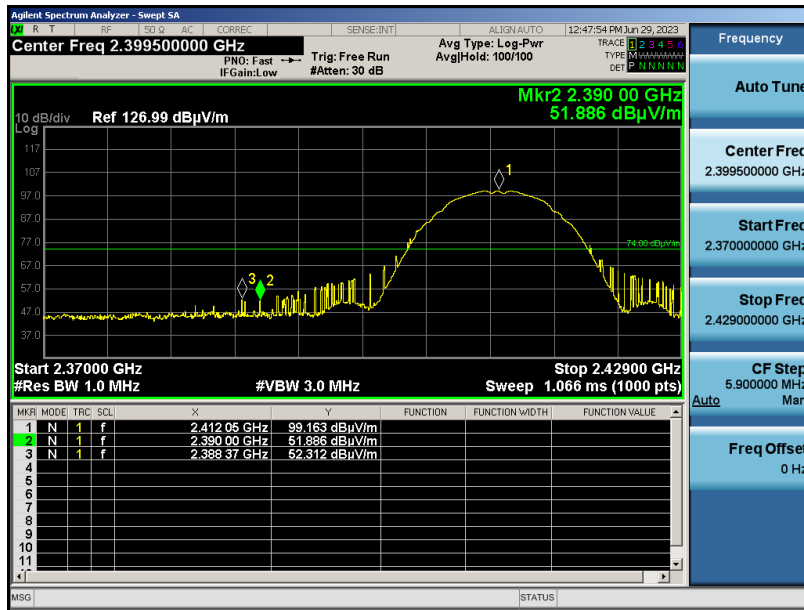 Agilent Spectrum Analyzer - Swept SA
LXI R T RF 50 Ω AC CORREC SENSE:INT ALIGN AUTO 12:47:54 PM Jun 29, 2023
Center Freq 2.399500000 GHz
PNO: Fast
IFGain:Low
Trig: Free Run
#Atten: 30 dB
Avg Type: Log-Pwr
Avg|Hold: 100/100
TRACE 1 2 3 4 5 6
TYPE M
DET P N N N N N
Mkr2 2.390 00 GHz
51.886 dBµV/m
10 dB/div Ref 126.99 dBµV/m
Log
117
107
97.0
87.0
77.0
67.0
57.0
47.0
37.0
1
3 2
74.00 dBµV/m
Start 2.37000 GHz Stop 2.42900 GHz
#Res BW 1.0 MHz #VBW 3.0 MHz Sweep 1.066 ms (1000 pts)
MKR MODE TRC SCL X Y FUNCTION FUNCTION WIDTH FUNCTION VALUE
1 N 1 f 2.412 05 GHz 99.163 dBµV/m
2 N 1 f 2.390 00 GHz 51.886 dBµV/m
3 N 1 f 2.388 37 GHz 52.312 dBµV/m
4
5
6
7
8
9
10
11
MSG STATUS
Frequency
Auto Tune
Center Freq
2.399500000 GHz
Start Freq
2.370000000 GHz
Stop Freq
2.429000000 GHz
CF Step
5.900000 MHz
Auto Man
Freq Offset
0 Hz